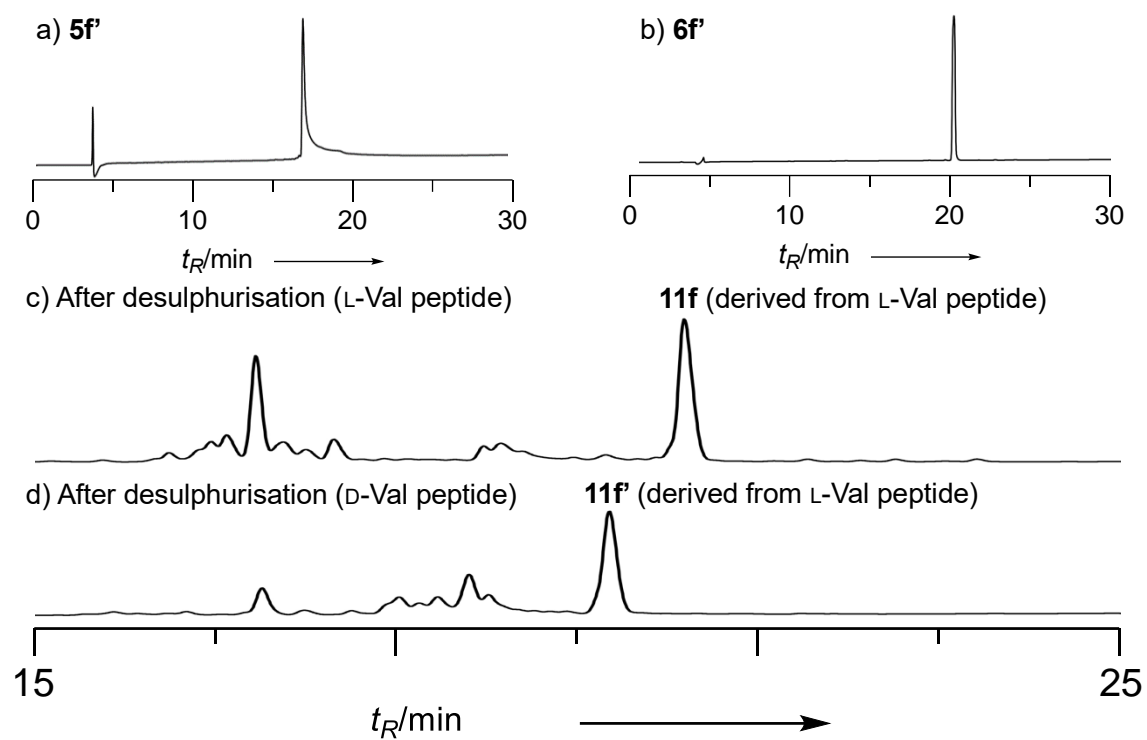 a) 5f’
b) 6f’
0 10 20 30
0 10 20 30
tR/min
tR/min
c) After desulphurisation (L-Val peptide)
11f (derived from L-Val peptide)
d) After desulphurisation (D-Val peptide)
11f’ (derived from L-Val peptide)
15 25
tR/min